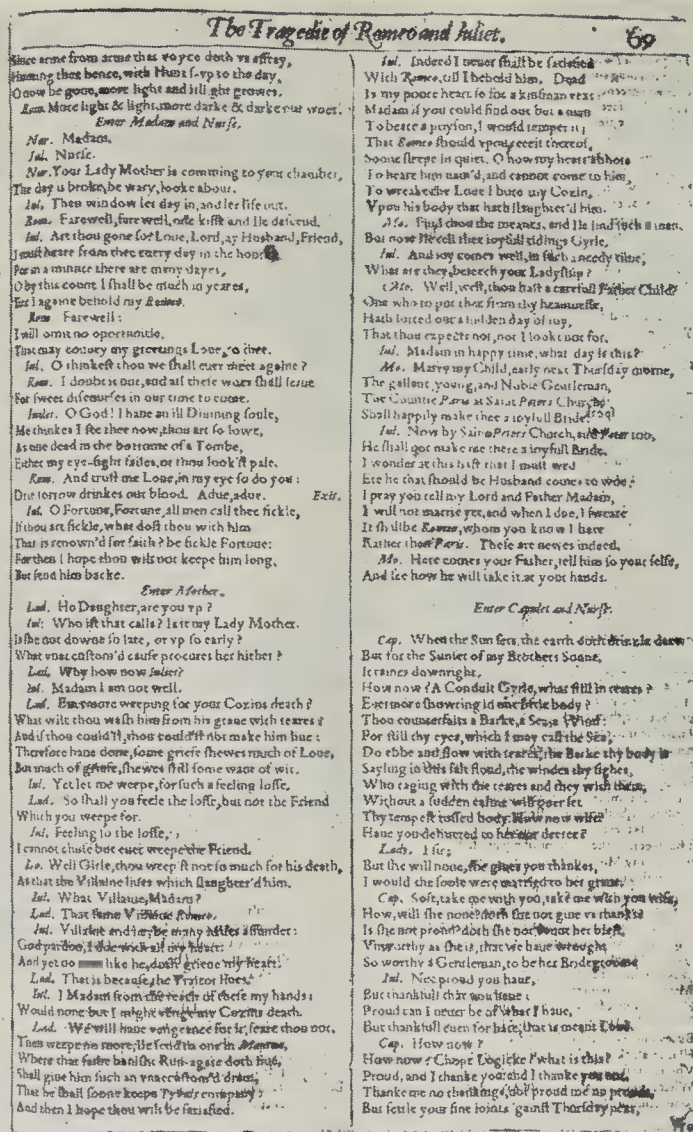 The Tragedie of Romeo and Iuliet. 69
Since arme from arme that voyce doth vs affray,
Hunting thee hence, with Hunt s-vp to the day,
O now be gone, more light and itli ght growes.
Rom. More light & light, more darke & darke our woes.
Enter Madam and Nurse.
Nur. Madam.
Iul. Nurse.
Nur. Your Lady Mother is comming to your chamber,
The day is broke, be wary, looke about.
Iul. Then window let day in, and let life out.
Rom. Farewell, farewell, one kisse and Ile descend.
Iul. Art thou gone so? Loue, Lord, ay Husband, Friend,
I must heare from thee euery day in the houre
For in a minute there are many dayes,
O by this count I shall be much in yeares,
Ere I againe behold my Romeo.
Rom Farewell:
I will omit no oportunitie,
That may conuey my greetings Loue, to thee.
Iul. O thinkest thou we shall euer meet againe?
Rom. I doubt it not, and all these woes shall serue
For sweet discourses in our time to come.
Iuliet. O God! I haue an ill Diuining soule,
Me thinkes I see thee now, thou art so lowe,
As one dead in the bottome of a Tombe,
Either my eye-sight failes, or thou look'st pale.
Rom. And trust me Loue, in my eye so do you:
Drie sorrow drinkes our blood. Adue, adue. Exit.
Iul. O Fortune, Fortune, all men call thee fickle,
If thou art fickle, what dost thou with him
That is renown'd for faith? be fickle Fortune:
For then I hope thou wilt not keepe him long,
But send him backe.
Enter Mother.
Lad. Ho Daughter, are you vp?
Iul. Who ist that calls? Is it my Lady Mother.
Is she not downe so late, or vp so early?
What vnaccustom'd cause procures her hither?
Lad. Why how now Iuliet?
Iul. Madam I am not well.
Lad. Euermore weeping for your Cozins death?
What wilt thou wash him from his graue with teares?
And if thou could'st, thou could'st not make him liue:
Therefore haue done, some griefe shewes much of Loue,
But much of griefe, shewes still some want of wit.
Iul. Yet let me weepe, for such a feeling losse.
Lad. So shall you feele the losse, but not the Friend
Which you weepe for.
Iul. Feeling so the losse,
I cannot chuse but euer weepe the Friend.
La. Well Girle, thou weep'st not so much for his death,
As that the Villaine liues which slaughter'd him.
Iul. What Villaine, Madam?
Lad. That same Villaine Romeo.
Iul. Villaine and he, be many Miles assunder:
God pardon, I doe with all my heart:
And yet no like he, doth grieue my heart.
Lad. That is because the Traitor liues.
Iul. I Madam from the reach of these my hands:
Would none but I might venge my Cozins death.
Lad. We will haue vengeance for it, feare thou not.
Then weepe no more, Ile send to one in Mantua,
Where that same banisht Run-agate doth liue,
Shall giue him such an vnaccustom'd dram,
That he shall soone keepe Tybalt company:
And then I hope thou wilt be satisfied.
Iul. Indeed I neuer shall be satisfied
With Romeo, till I behold him. Dead
Is my poore heart so for a kinsman vext:
Madam if you could find out but a man
To beare a poyson, I would temper it;
That Romeo should vpon receit thereof,
Soone sleepe in quiet. O how my heart abhors
To heare him nam'd, and cannot come to him,
To wreake the Loue I bore my Cozin,
Vpon his body that hath slaughter'd him.
Mo. Find thou the meanes, and Ile find such a man.
But now Ile tell thee ioyfull tidings Gyrle.
Iul. And ioy comes well, in such a needy time,
What are they, beseech your Ladyship?
Mo. Well, well, thou hast a carefull Father Child?
One who to put thee from thy heauinesse,
Hath sorted out a sudden day of ioy,
That thou expects not, nor I lookt not for.
Iul. Madam in happy time, what day is this?
Mo. Marry my Child, early next Thursday morne,
The gallant, young, and Noble Gentleman,
The Countie Paris at Saint Peters Church,
Shall happily make thee a ioyfull Bride.
Iul. Now by Saint Peters Church, and Peter too,
He shall not make me there a ioyfull Bride.
I wonder at this hast, that I must wed
Ere he that should be Husband comes to woe:
I pray you tell my Lord and Father Madam,
I will not marrie yet, and when I doe, I sweare
It shall be Romeo, whom you know I hate
Rather then Paris. These are newes indeed.
Mo. Here comes your Father, tell him so your selfe,
And see how he will take it at your hands.
Enter Capulet and Nurse.
Cap. When the Sun sets, the earth doth drizzle daew
But for the Sunset of my Brothers Sonne,
It raines downright.
How now? A Conduit Gyrle, what still in teares?
Euermore showring in one little body?
Thou counterfaits a Barke, a Sea, a Wind:
For still thy eyes, which I may call the Sea,
Do ebbe and flow with teares, the Barke thy body is
Sayling in this salt floud, the windes thy sighes,
Who raging with the teares and they with them,
Without a sudden calme will ouer set
Thy tempest tossed body. How now wife?
Haue you deliuered to her our decree?
Lady. I sir;
But she will none, she giues you thankes,
I would the foole were married to her graue.
Cap. Soft, take me with you, take me with you wife,
How, will she none? doth she not giue vs thanks?
Is she not proud? doth she not count her blest,
Vnworthy as she is, that we haue wrought
So worthy a Gentleman, to be her Bridegroome
Iul. Not proud you haue,
But thankfull that you haue:
Proud can I neuer be of what I haue,
But thankfull euen for hate, that is meant Loue.
Cap. How now?
How now? Chopt Logicke? what is this?
Proud, and I thanke you: and I thanke you not.
Thanke me no thankings, nor proud me no prouds,
But fettle your fine ioints 'gainst Thursday next,